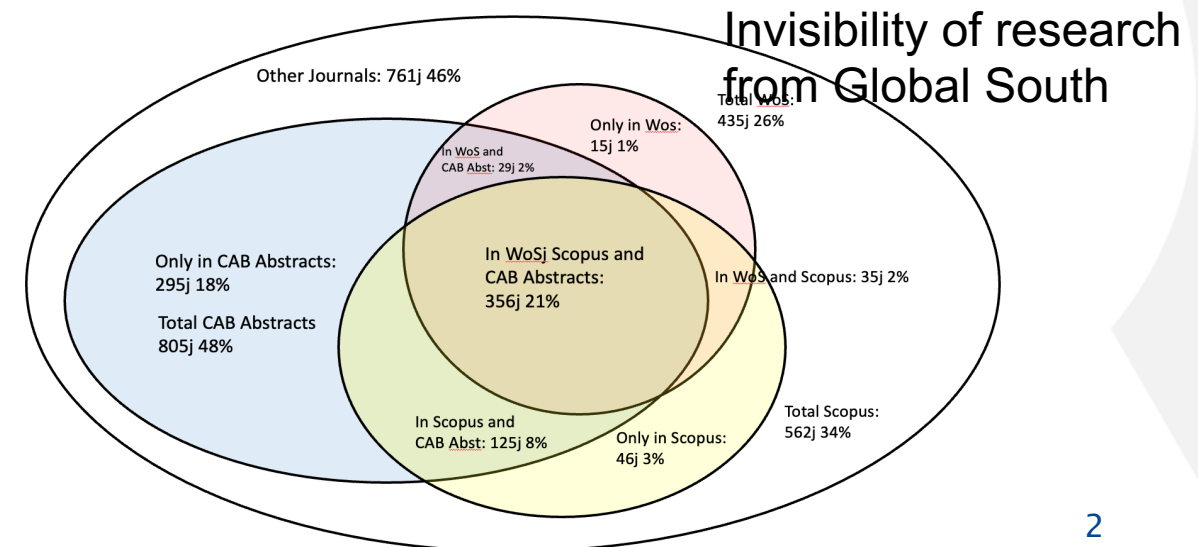 Invisibility of research
from Global South
Other Journals: 761j 46%
Total WoS:
435j 26%
Only in Wos:
15j 1%
In WoS and
CAB Abst: 29j 2%
Only in CAB Abstracts:
295j 18%
Total CAB Abstracts
805j 48%
In WoSj Scopus and
CAB Abstracts:
356j 21%
In WoS and Scopus: 35j 2%
In Scopus and
CAB Abst: 125j 8%
Only in Scopus:
46j 3%
Total Scopus:
562j 34%
2